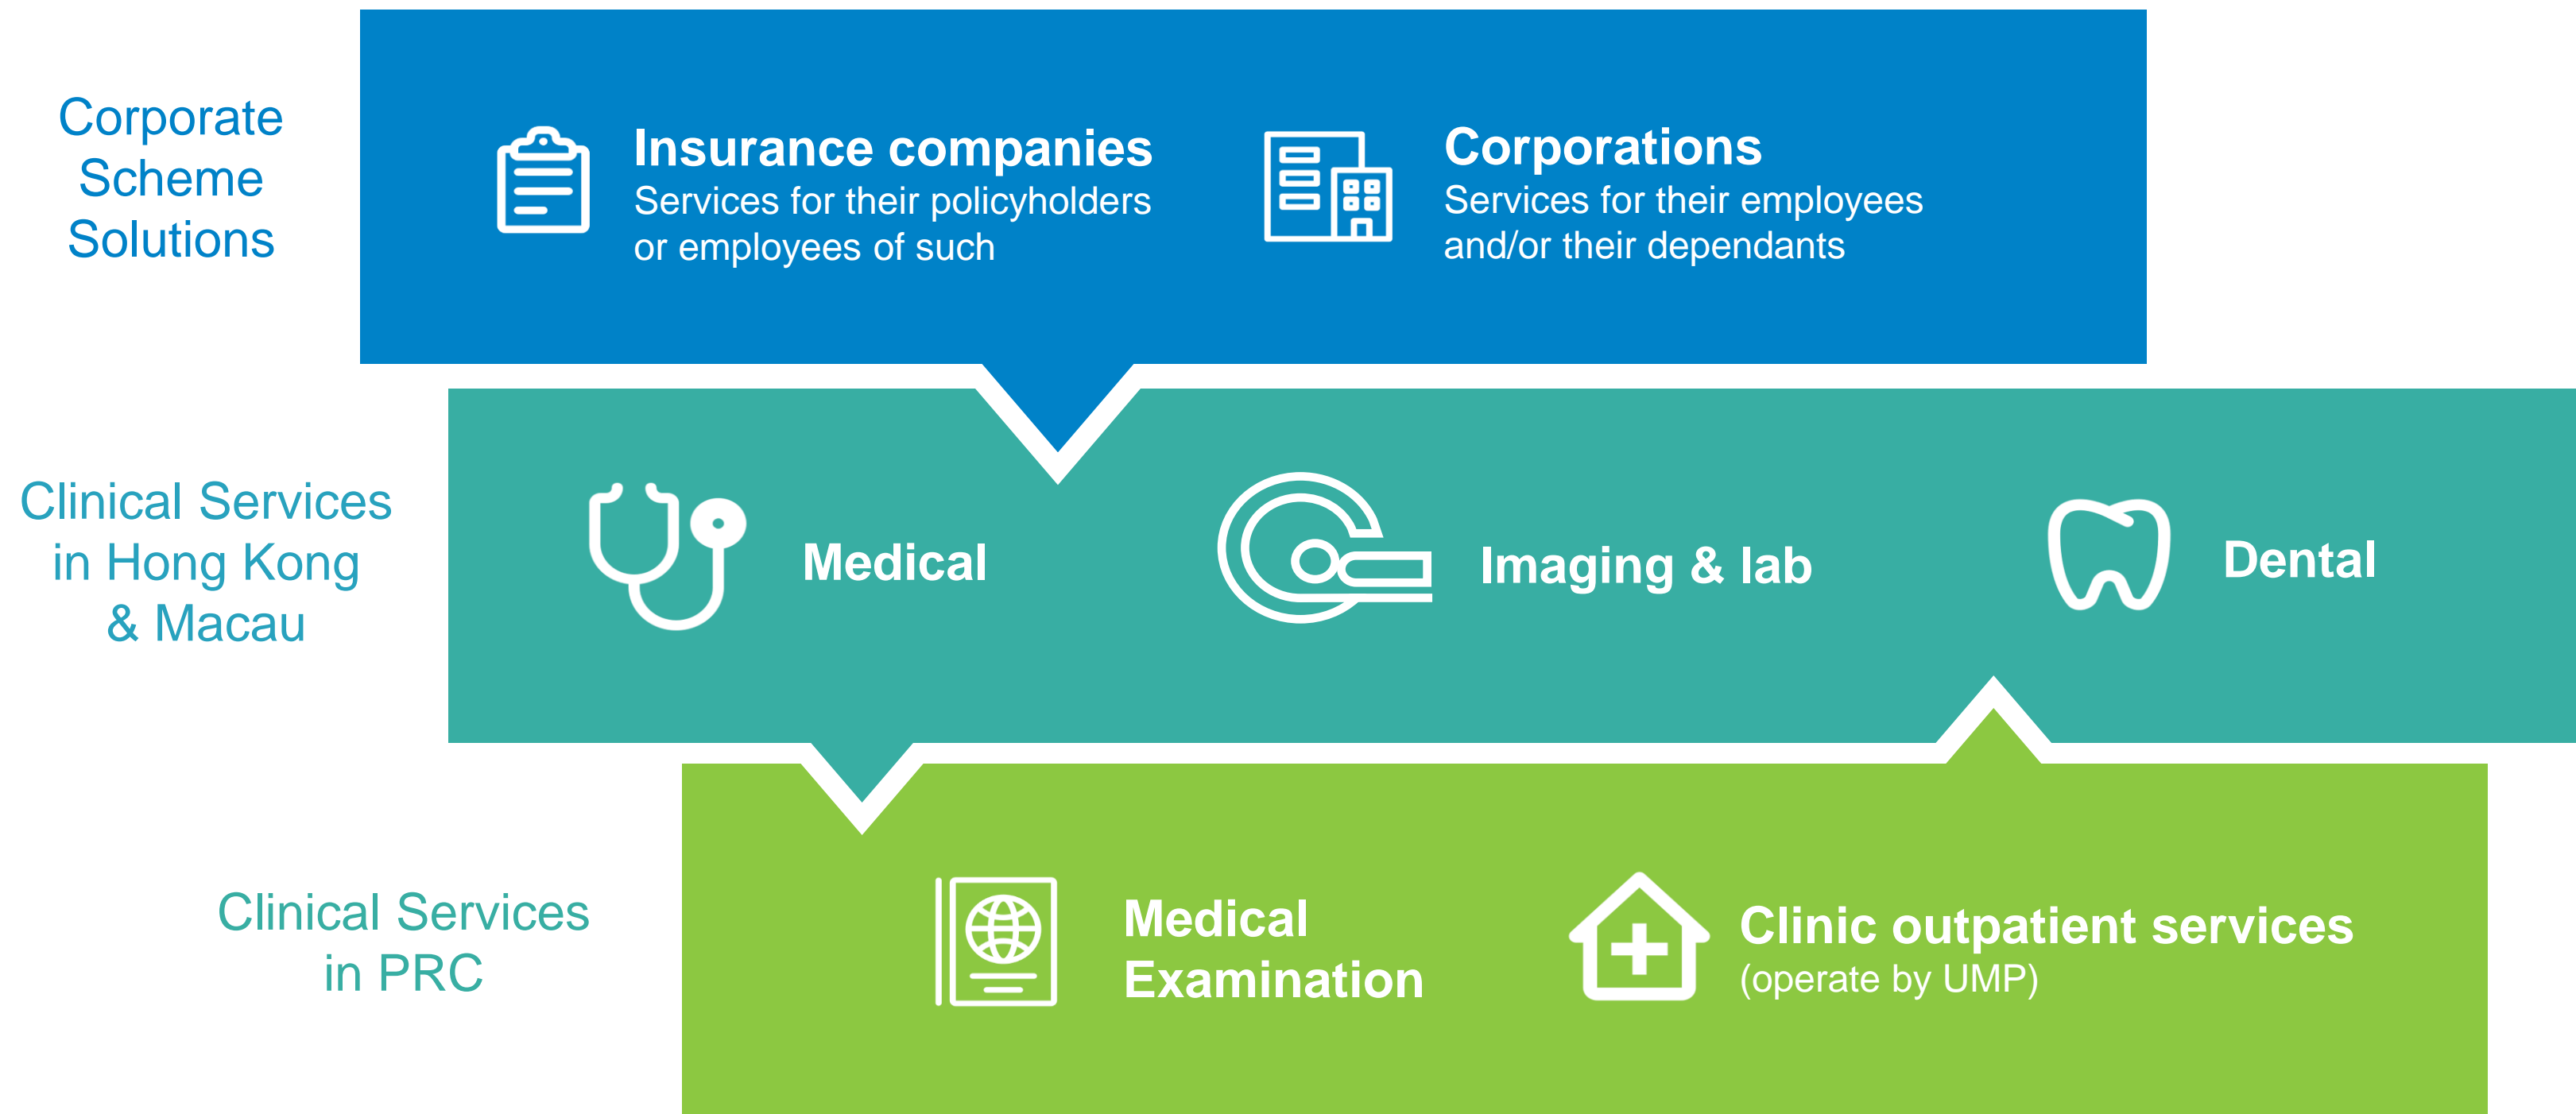 Corporate
Scheme
Solutions
Insurance companies
Services for their policyholders
or employees of such
Corporations
Services for their employees
and/or their dependants
Clinical Services
in Hong Kong
& Macau
Medical
Imaging & lab
Dental
Clinical Services
in PRC
Medical
Examination
Clinic outpatient services
(operate by UMP)